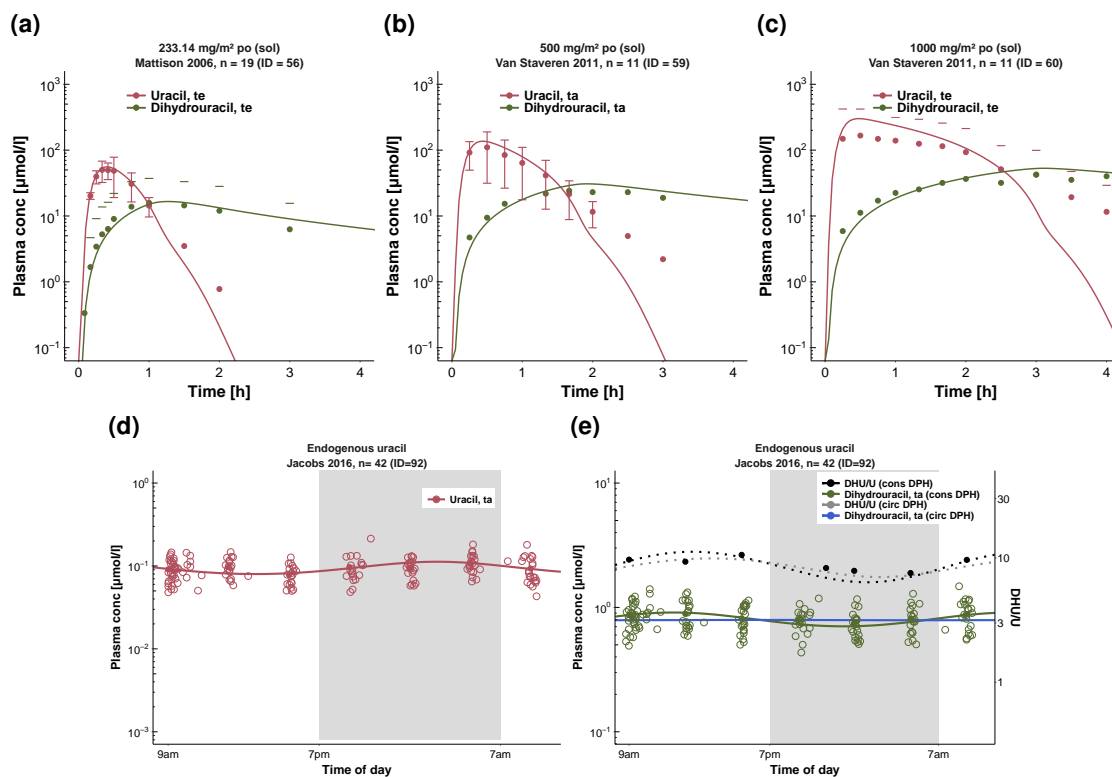 (a)
233.14 mg/m² po (sol)
Mattison 2006, n = 19 (ID = 56)
Uracil, te
Dihydrouracil, te
Plasma conc [µmol/l]
10³
10²
10¹
10⁰
10⁻¹
0
1
2
3
4
Time [h]
(b)
500 mg/m² po (sol)
Van Staveren 2011, n = 11 (ID = 59)
Uracil, ta
Dihydrouracil, ta
Plasma conc [µmol/l]
10³
10²
10¹
10⁰
10⁻¹
0
1
2
3
4
Time [h]
(c)
1000 mg/m² po (sol)
Van Staveren 2011, n = 11 (ID = 60)
Uracil, te
Dihydrouracil, te
Plasma conc [µmol/l]
10³
10²
10¹
10⁰
10⁻¹
0
1
2
3
4
Time [h]
(d)
Endogenous uracil
Jacobs 2016, n= 42 (ID=92)
Uracil, ta
Plasma conc [µmol/l]
10⁰
10⁻¹
10⁻²
10⁻³
9am
7pm
7am
Time of day
(e)
Endogenous uracil
Jacobs 2016, n= 42 (ID=92)
DHU/U (cons DPH)
Dihydrouracil, ta (cons DPH)
DHU/U (circ DPH)
Dihydrouracil, ta (circ DPH)
Plasma conc [µmol/l]
10¹
10⁰
10⁻¹
30
10
3
1
DHU/U
9am
7pm
7am
Time of day